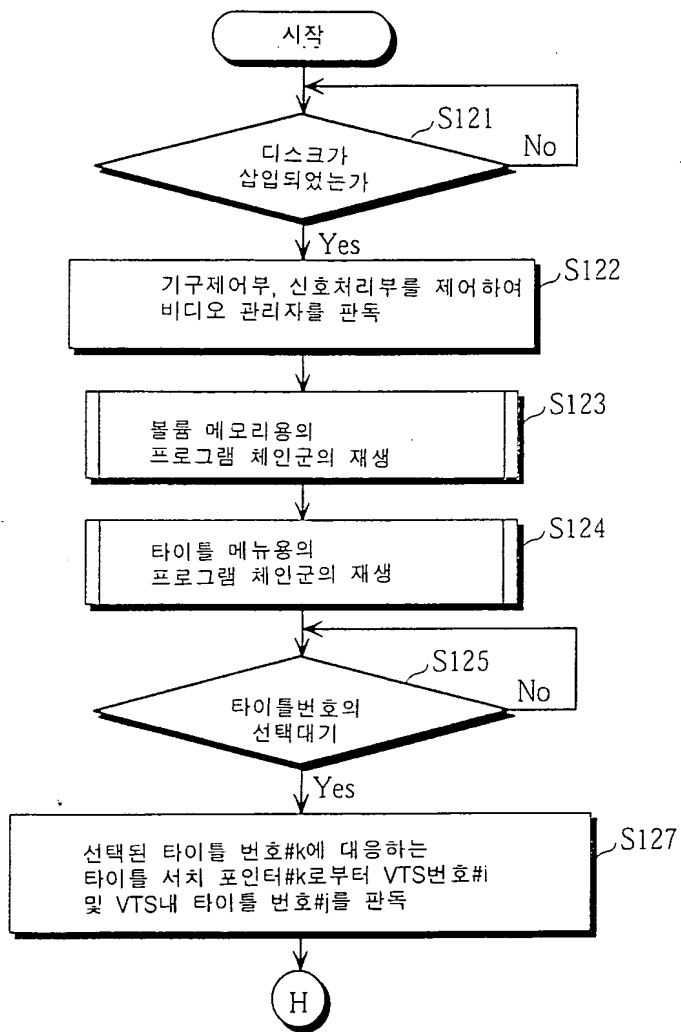 시작
S121
디스크가
삽입되었는가
No
Yes
S122
기구제어부, 신호처리부를 제어하여
비디오 관리자를 판독
S123
볼륨 메모리용의
프로그램 체인군의 재생
S124
타이틀 메뉴용의
프로그램 체인군의 재생
S125
타이틀번호의
선택대기
No
Yes
S127
선택된 타이틀 번호#k에 대응하는
타이틀 서치 포인터#k로부터 VTS번호#i
및 VTS내 타이틀 번호#j를 판독
H